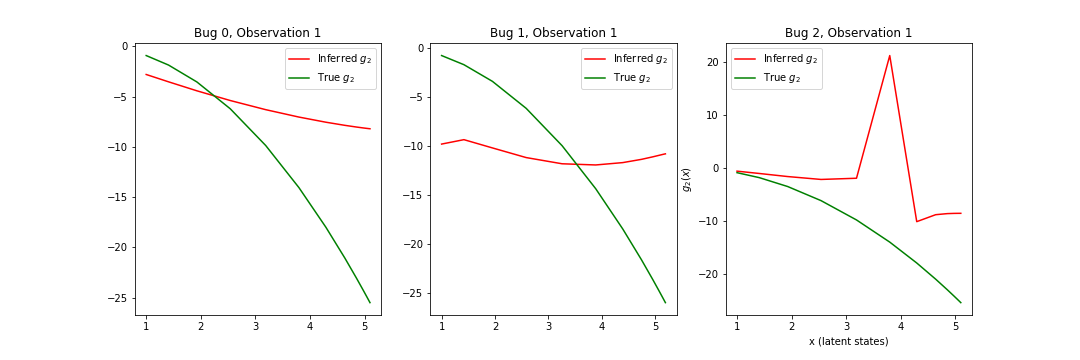 Bug 0, Observation 1
0
−5
−10
−15
−20
−25
1 2 3 4 5
Inferred g₂
True g₂
Bug 1, Observation 1
0
−5
−10
−15
−20
−25
1 2 3 4 5
Inferred g₂
True g₂
Bug 2, Observation 1
g₂(x)
20
10
0
−10
−20
1 2 3 4 5
x (latent states)
Inferred g₂
True g₂